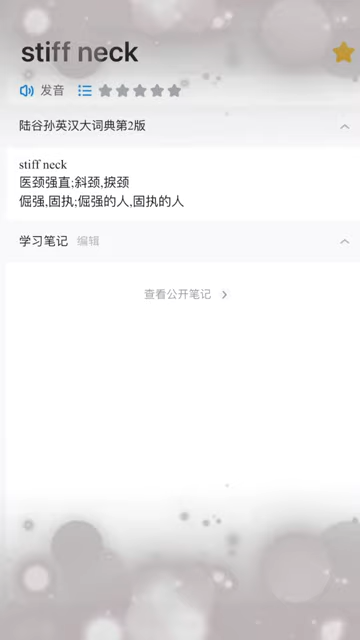 stiff neck
发音
陆谷孙英汉大词典第2版
stiff neck
医颈强直;斜颈,捩颈
倔强,固执;倔强的人,固执的人
学习笔记 编辑
查看公开笔记